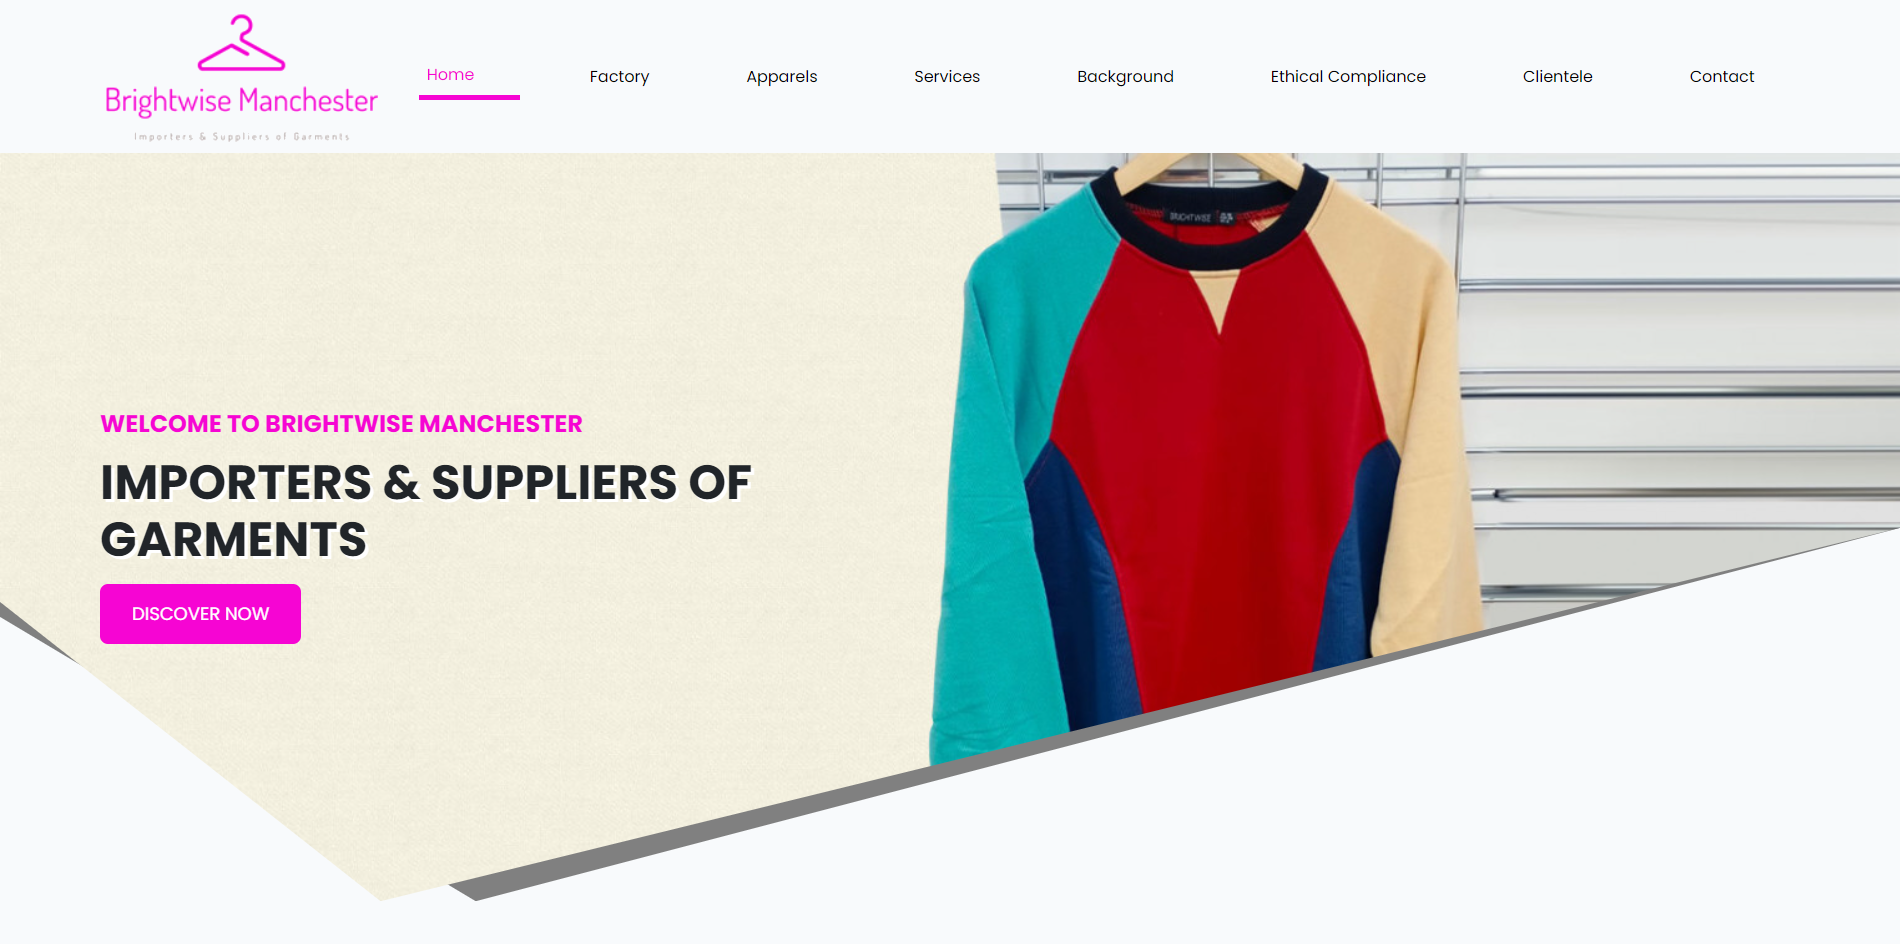 Brightwise Manchester
Importers & Suppliers of Garments
Home
Factory
Apparels
Services
Background
Ethical Compliance
Clientele
Contact
BRIGHTWISE
WELCOME TO BRIGHTWISE MANCHESTER
IMPORTERS & SUPPLIERS OF
GARMENTS
DISCOVER NOW